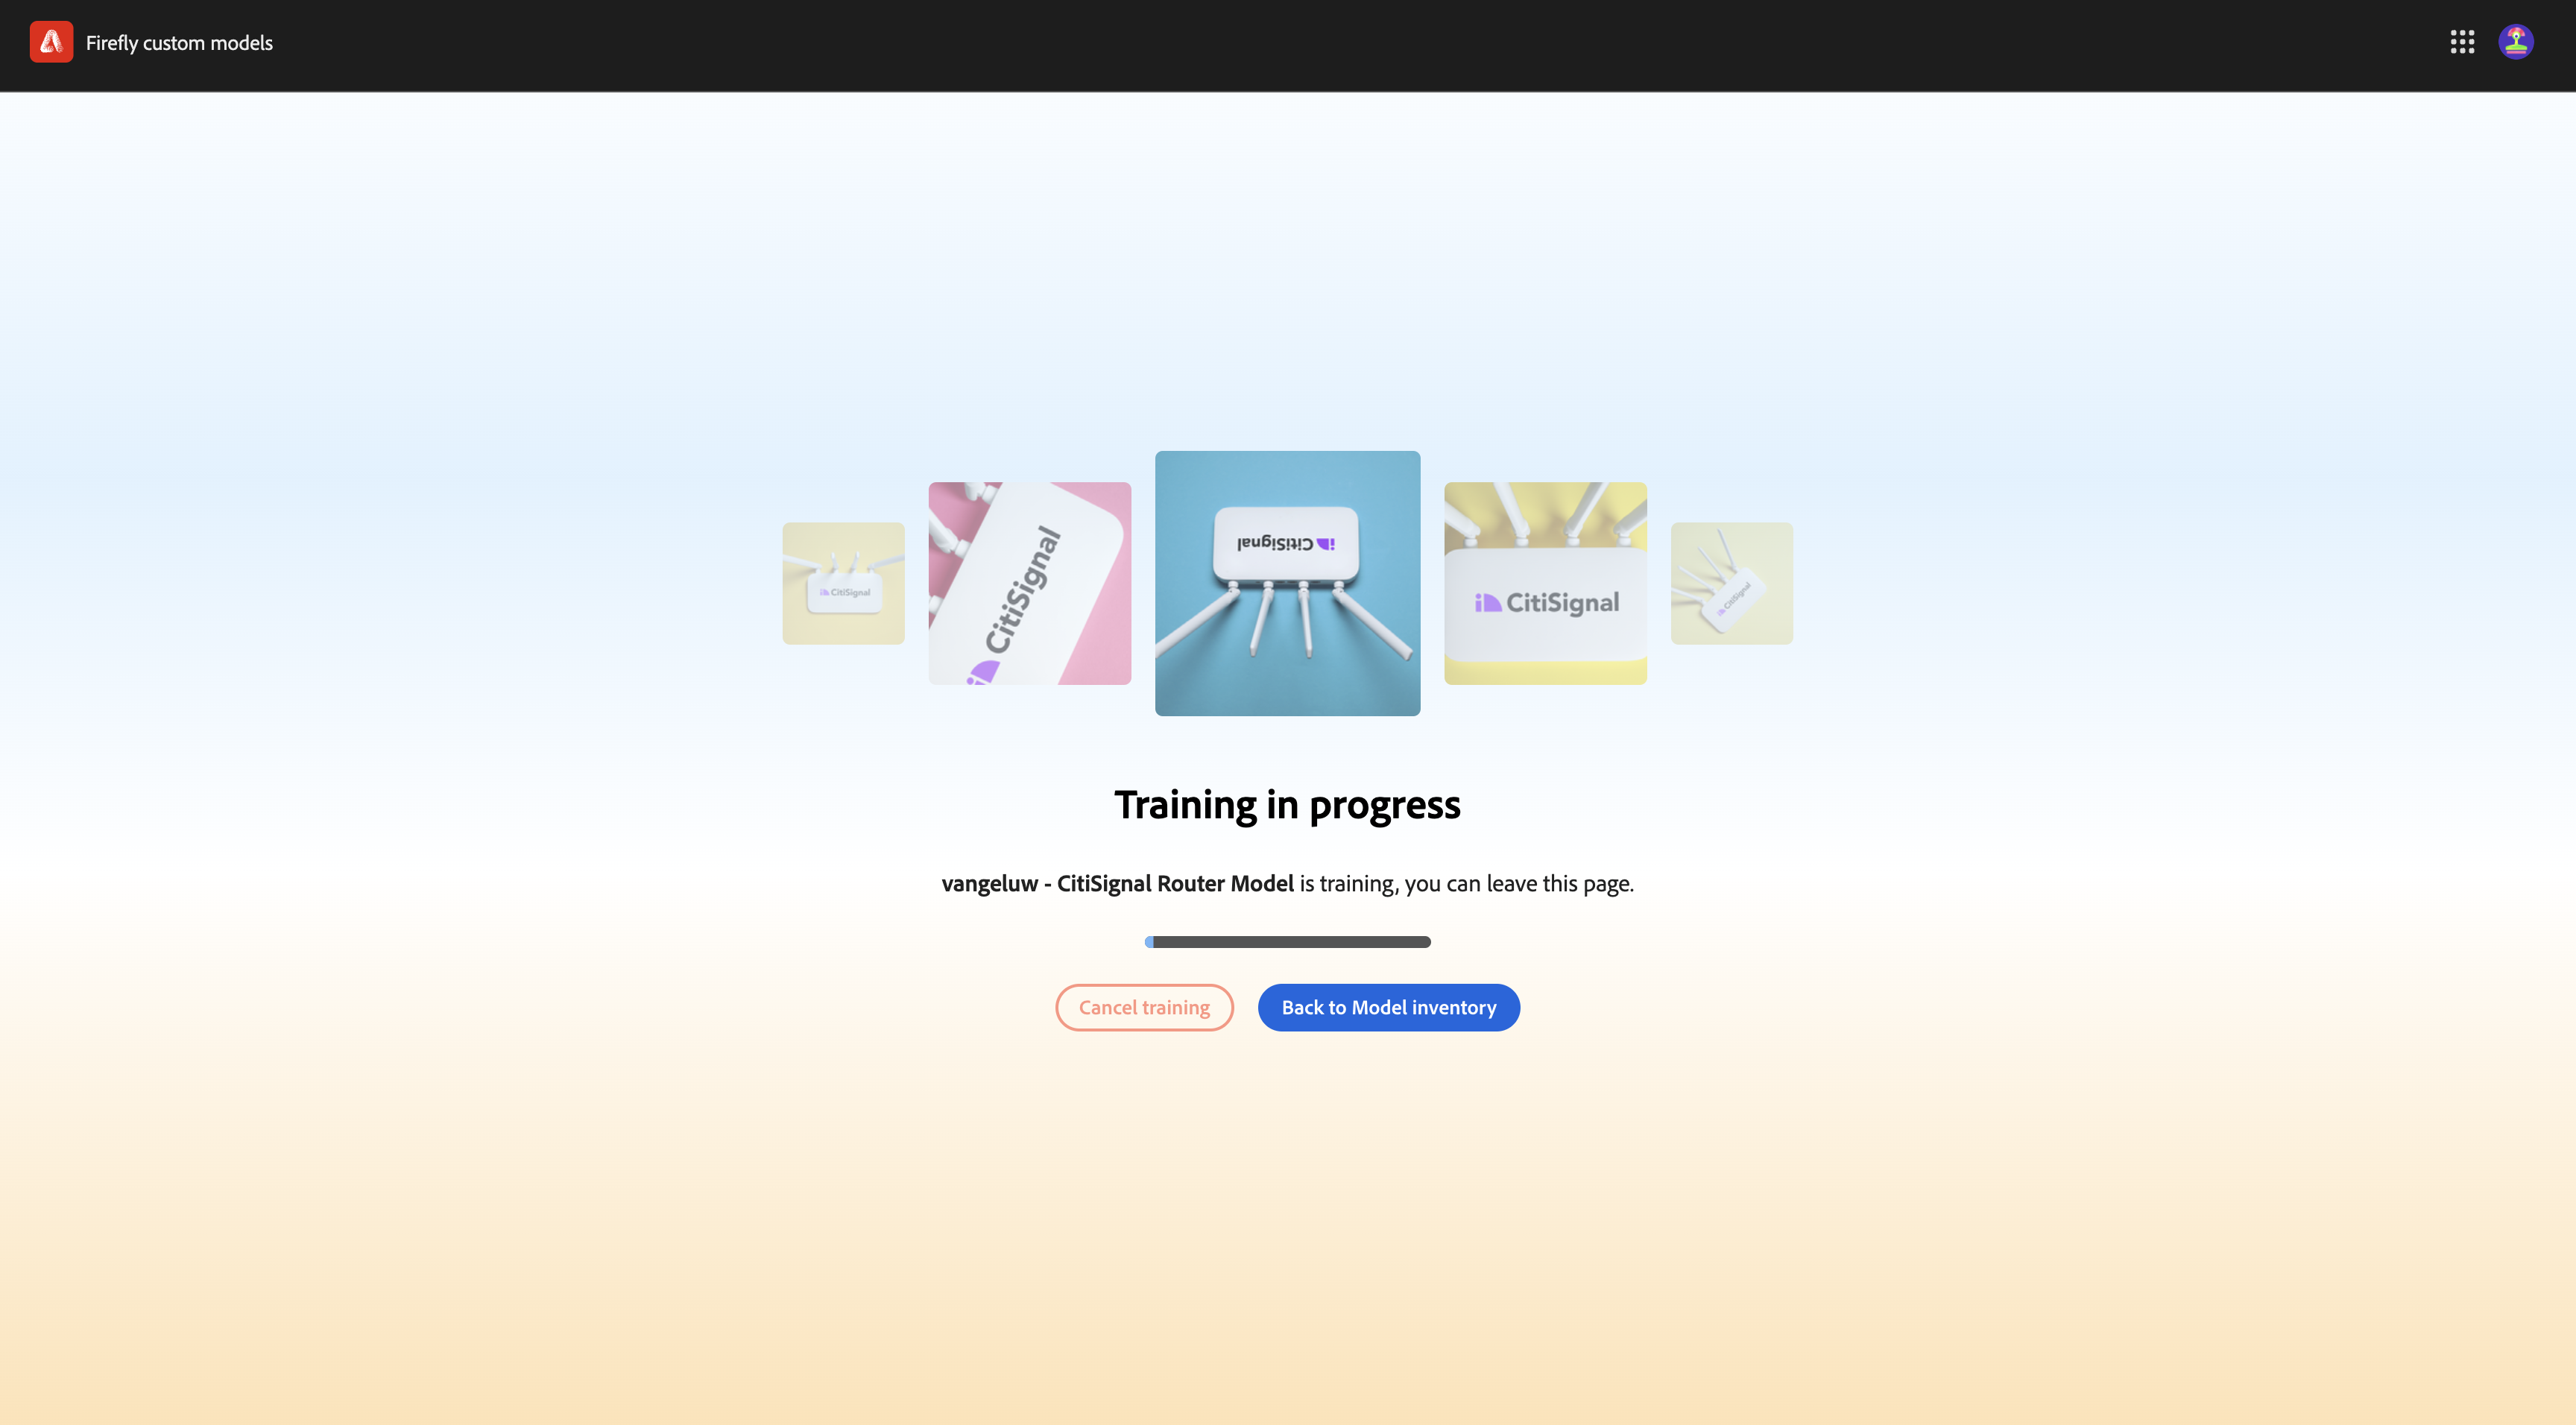 Firefly custom models
CitiSignal
CitiSignal
CitiSignal
CitiSignal
CitiSignal
Training in progress
vangeluw - CitiSignal Router Model is training, you can leave this page.
Cancel training
Back to Model inventory